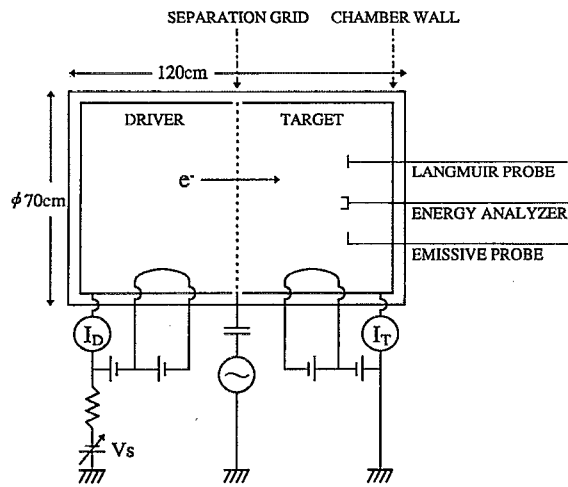 SEPARATION GRID
CHAMBER WALL
120cm
DRIVER
TARGET
e⁻
LANGMUIR PROBE
ϕ70cm
ENERGY ANALYZER
EMISSIVE PROBE
I_D
I_T
Vs